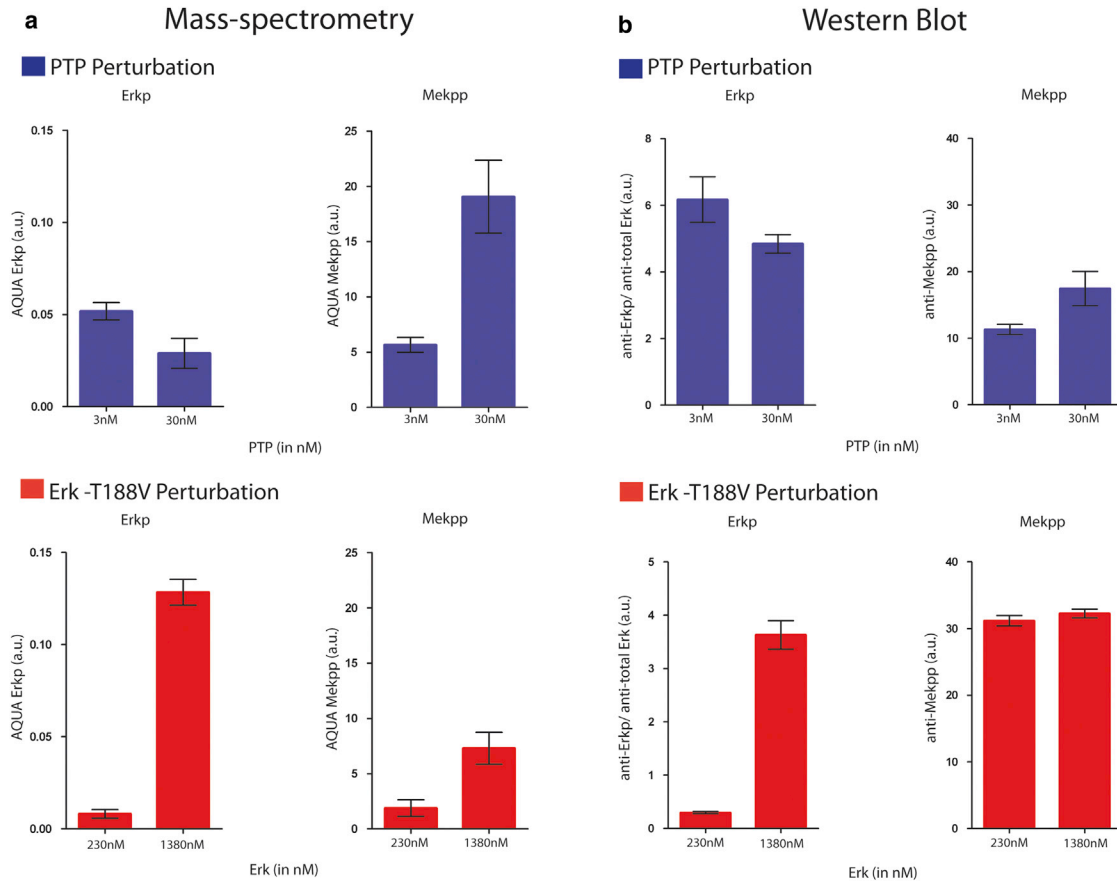 a
Mass-spectrometry
PTP Perturbation
Erkp
AQUA Erkp (a.u.)
0.15
0.10
0.05
0.00
3nM
30nM
Mekpp
AQUA Mekpp (a.u.)
25
20
15
10
5
0
3nM
30nM
PTP (in nM)
Erk -T188V Perturbation
Erkp
AQUA Erkp (a.u.)
0.15
0.10
0.05
0.00
230nM
1380nM
Mekpp
AQUA Mekpp (a.u.)
25
20
15
10
5
0
230nM
1380nM
Erk (in nM)
b
Western Blot
PTP Perturbation
Erkp
anti-Erkp/ anti-total Erk (a.u.)
8
6
4
2
0
3nM
30nM
Mekpp
anti-Mekpp (a.u.)
40
30
20
10
0
3nM
30nM
PTP (in nM)
Erk -T188V Perturbation
Erkp
anti-Erkp/ anti-total Erk (a.u.)
5
4
3
2
1
0
230nM
1380nM
Mekpp
anti-Mekpp (a.u.)
40
30
20
10
0
230nM
1380nM
Erk (in nM)